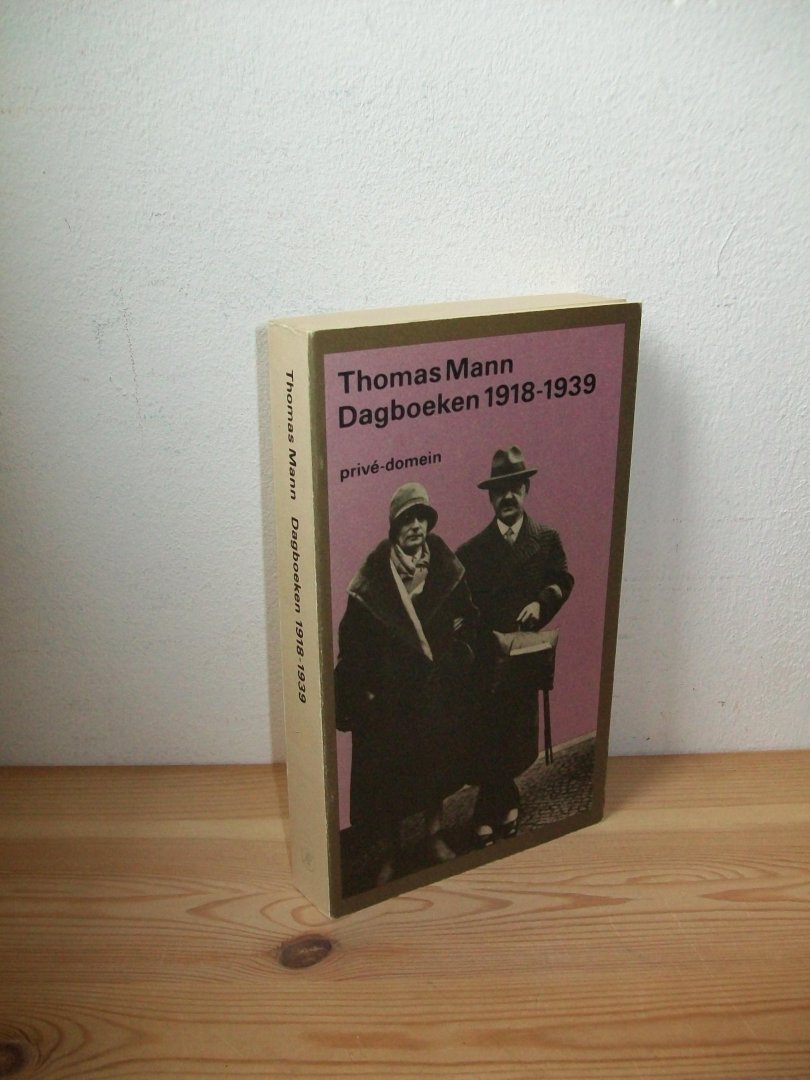 Thomas Mann
Dagboeken 1918-1939
privé-domein
Thomas Mann Dagboeken 1918-1939